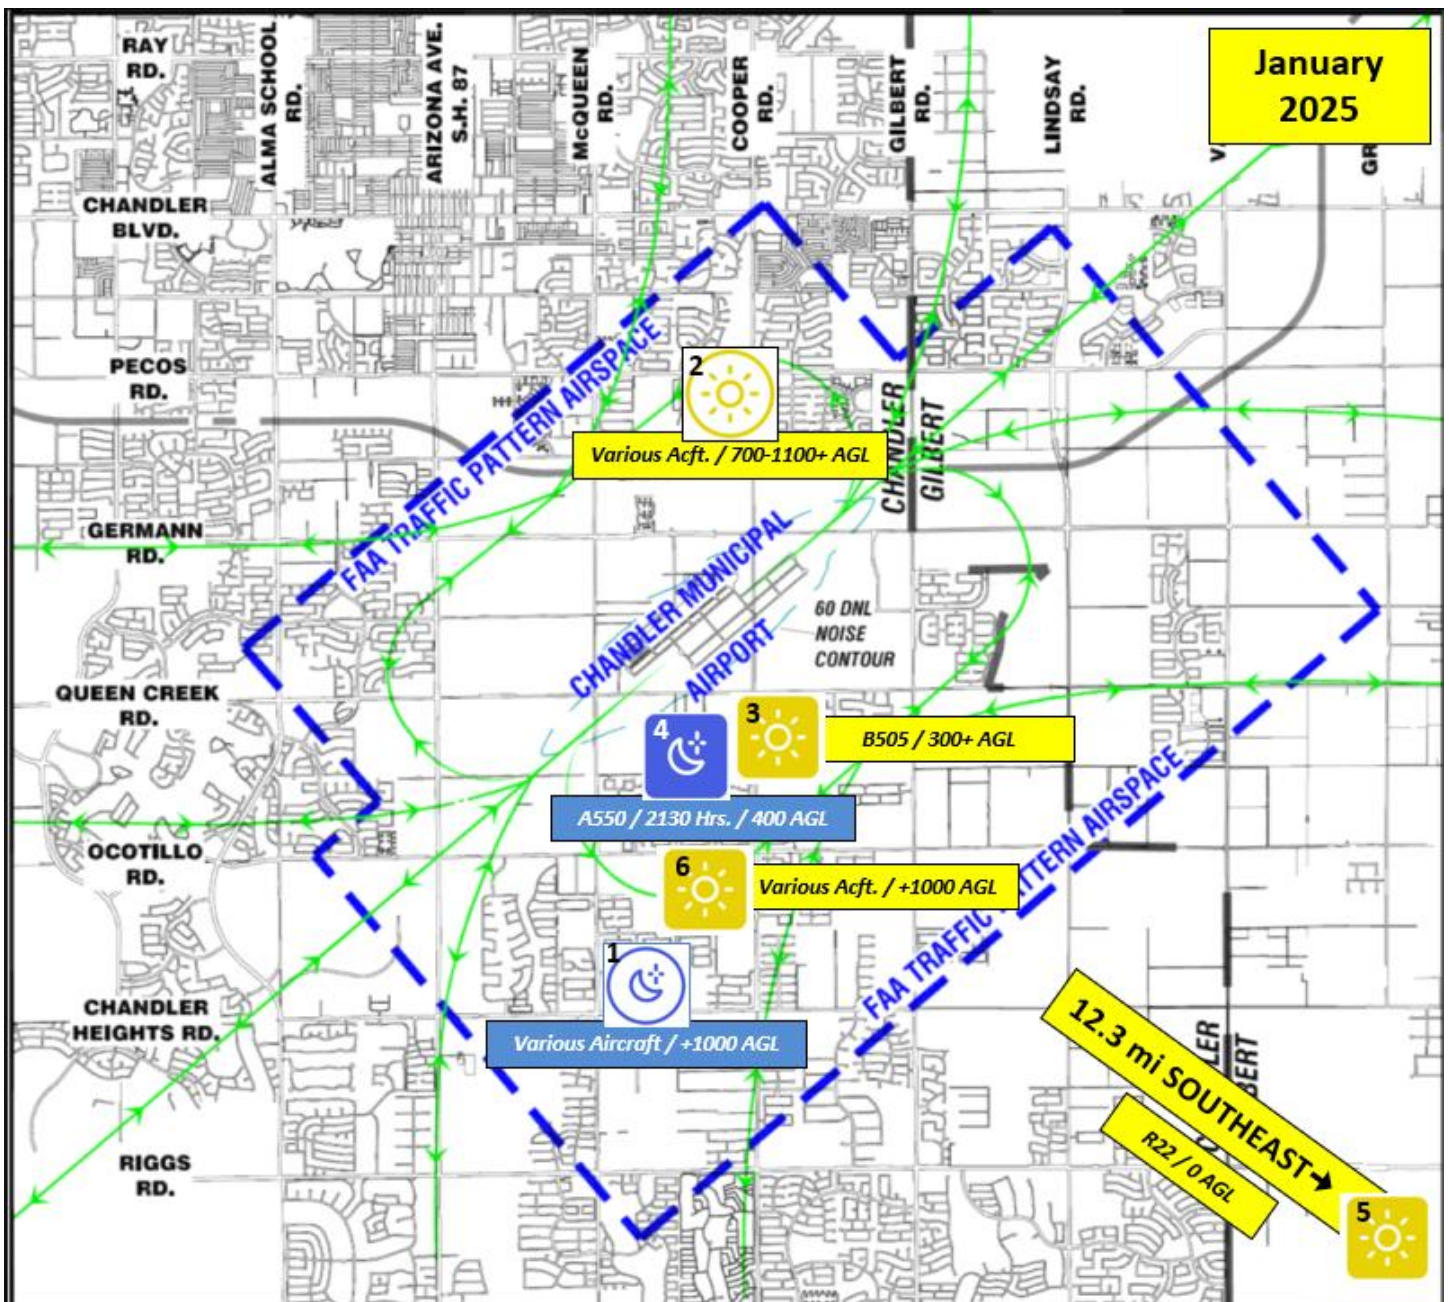 RAY
RD.
ALMA SCHOOL
RD.
ARIZONA AVE.
S.H. 87
McQUEEN
RD.
COOPER
RD.
GILBERT
RD.
LINDSAY
RD.
January
2025
CHANDLER
BLVD.
PECOS
RD.
FAA TRAFFIC PATTERN AIRSPACE
2
Various Acft. / 700-1100+ AGL
CHANDLER
GILBERT
GERMANN
RD.
CHANDLER MUNICIPAL
AIRPORT
60 DNL
NOISE
CONTOUR
QUEEN CREEK
RD.
4
3
B505 / 300+ AGL
A550 / 2130 Hrs. / 400 AGL
OCOTILLO
RD.
6
Various Acft. / +1000 AGL
FAA TRAFFIC PATTERN AIRSPACE
1
Various Aircraft / +1000 AGL
CHANDLER
HEIGHTS RD.
12.3 mi SOUTHEAST➔
R22 / 0 AGL
RIGGS
RD.
5